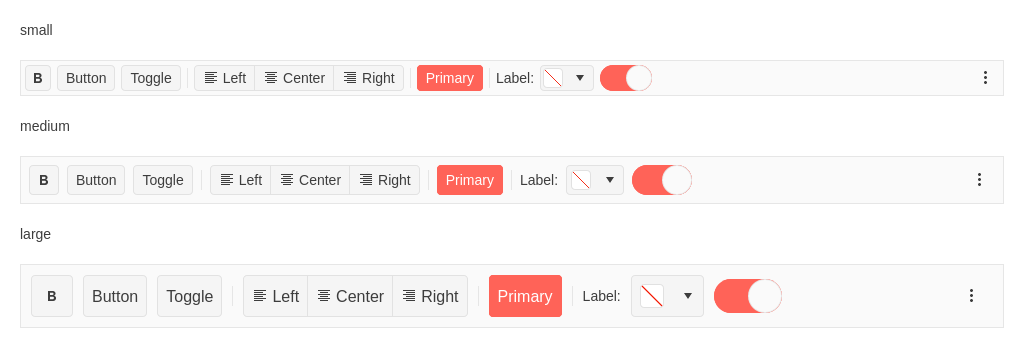 small
B Button Toggle Left Center Right Primary Label:
medium
B Button Toggle Left Center Right Primary Label:
large
B Button Toggle Left Center Right Primary Label: